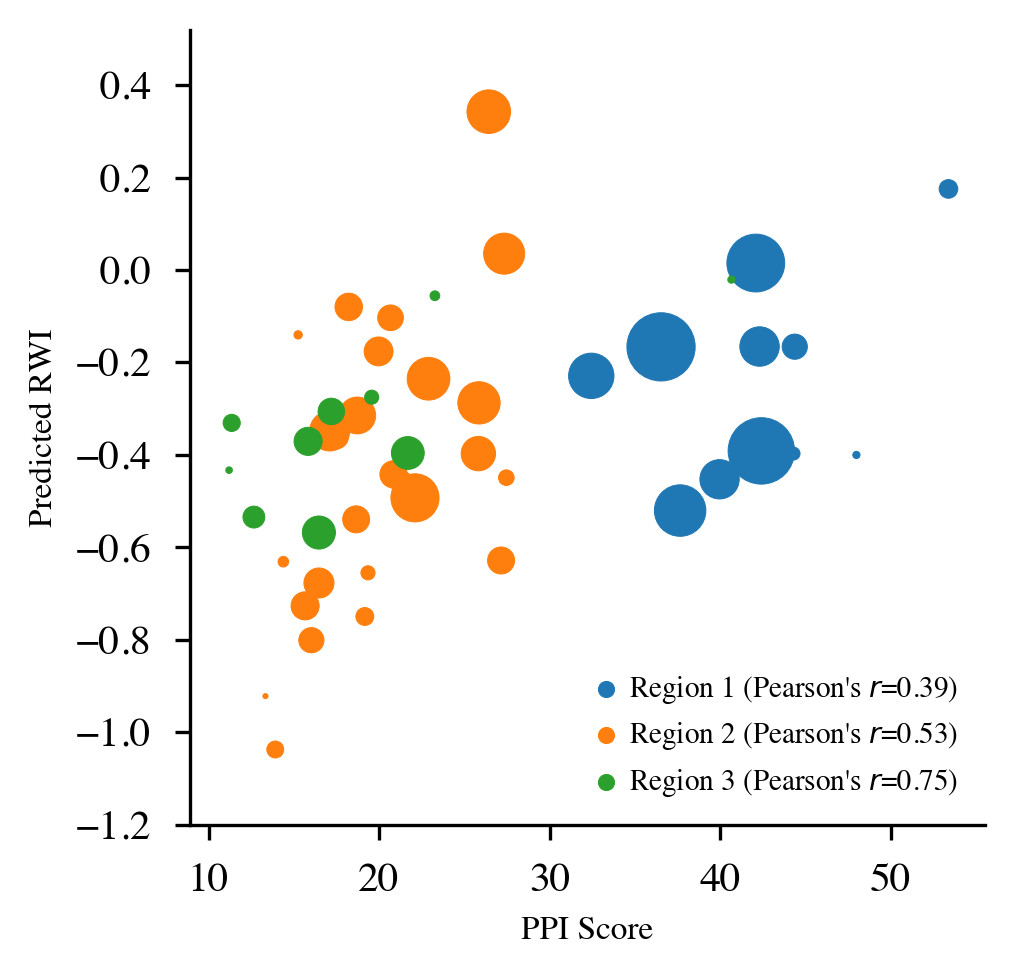 0.4
0.2
0.0
−0.2
−0.4
−0.6
−0.8
−1.0
−1.2
Predicted RWI
Region 1 (Pearson's r=0.39)
Region 2 (Pearson's r=0.53)
Region 3 (Pearson's r=0.75)
10 20 30 40 50
PPI Score